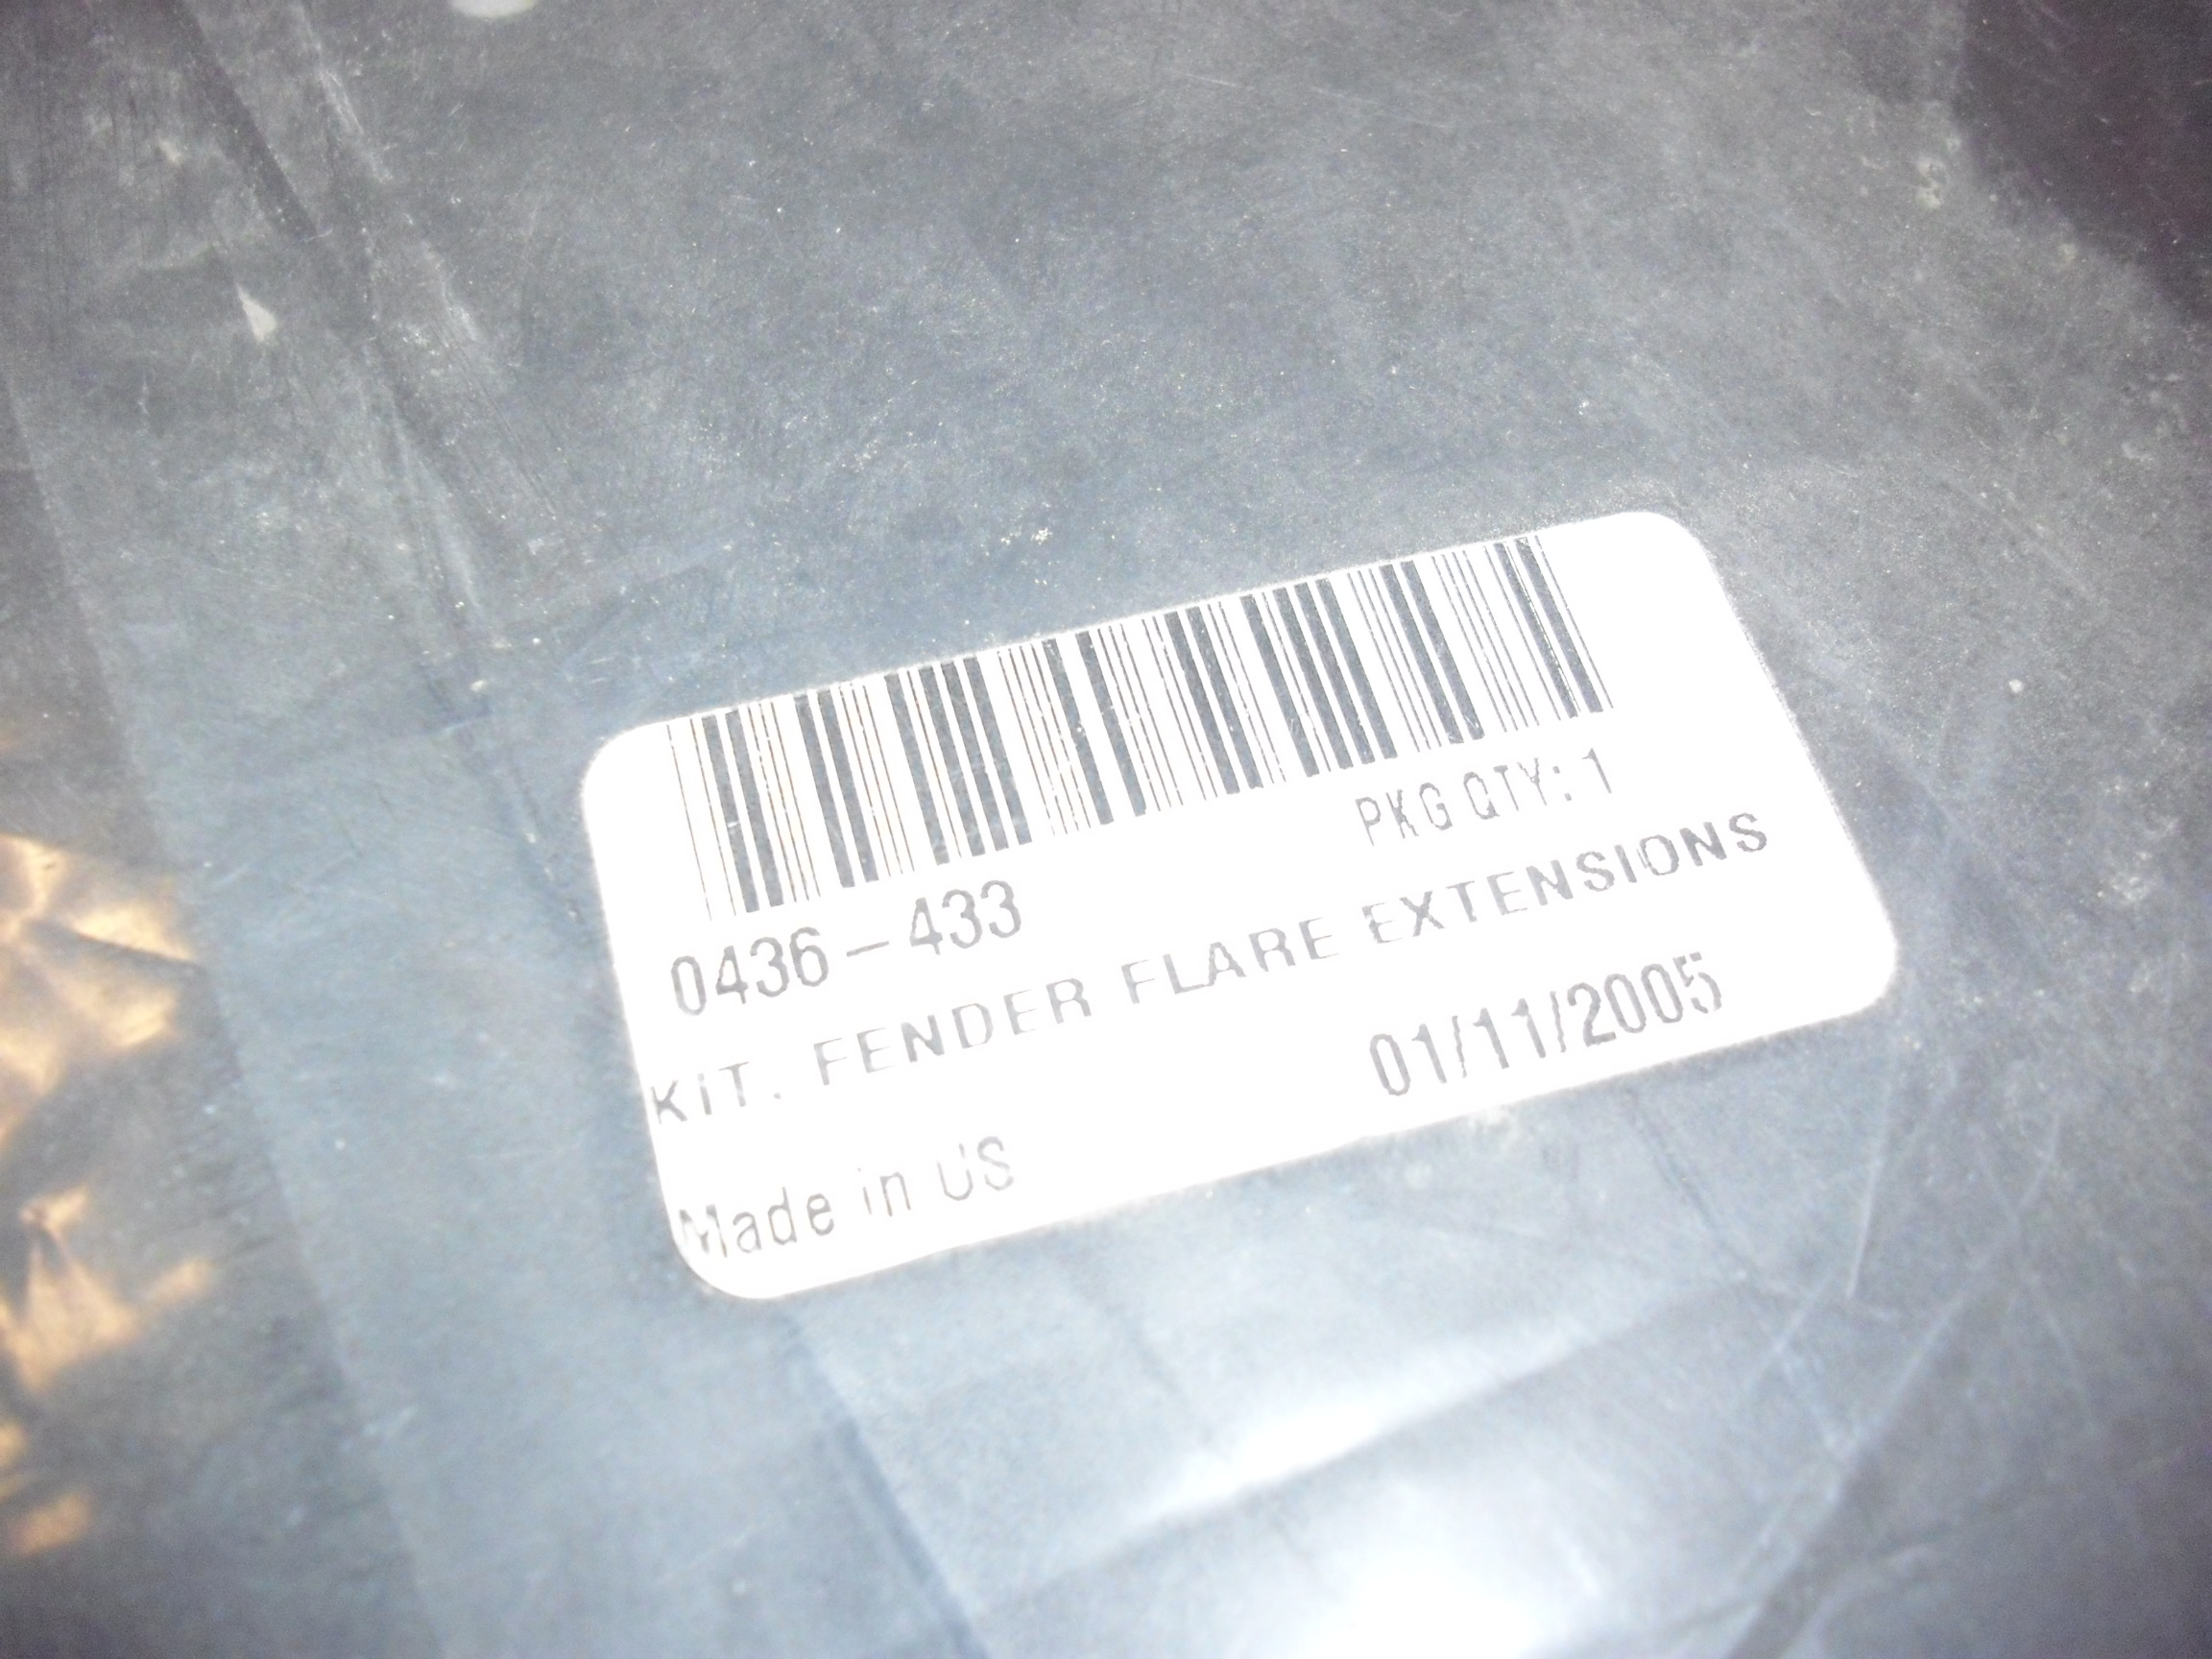 PKG QTY: 1
0436-433
KIT. FENDER FLARE EXTENSIONS
01/11/2005
Made in US